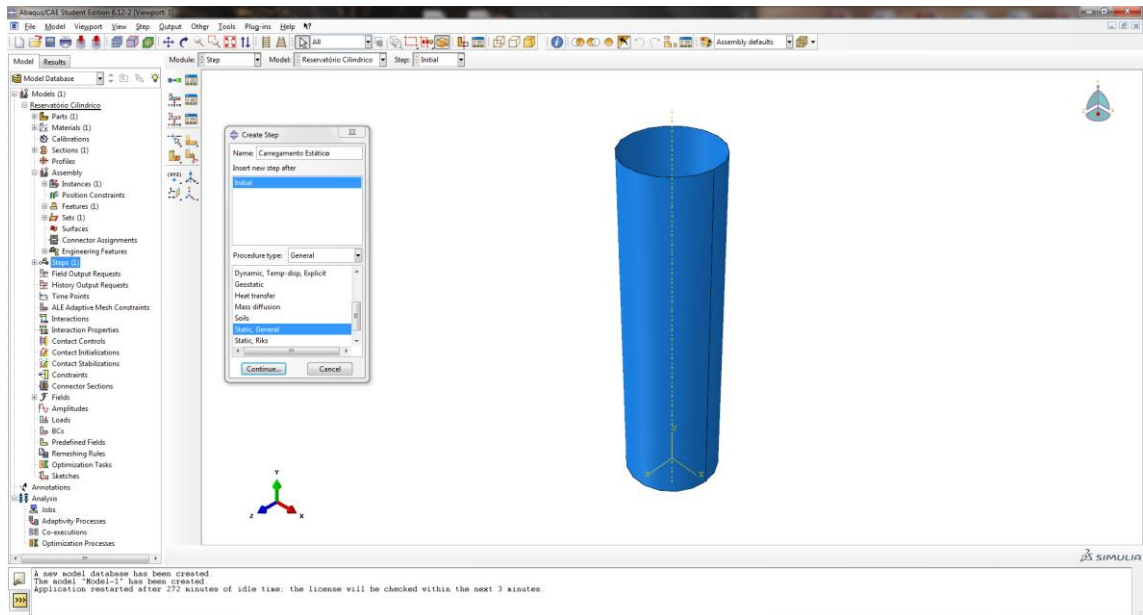 Abaqus/CAE Student Edition 6.12-2 [Viewport: 1]
File Model Viewport View Step Output Other Tools Plug-ins Help
All Assembly defaults
Model Results Module: Step Model: Reservatório Cilíndrico Step: Initial
Model Database
Models (1)
Reservatório Cilíndrico
Parts (1)
Materials (1)
Calibrations
Sections (1)
Profiles
Assembly
Instances (1)
Position Constraints
Features (1)
Sets (1)
Surfaces
Connector Assignments
Engineering Features
Steps (1)
Field Output Requests
History Output Requests
Time Points
ALE Adaptive Mesh Constraints
Interactions
Interaction Properties
Contact Controls
Contact Initializations
Contact Stabilizations
Constraints
Connector Sections
Fields
Amplitudes
Loads
BCs
Predefined Fields
Remeshing Rules
Optimization Tasks
Sketches
Annotations
Analysis
Jobs
Adaptivity Processes
Co-executions
Optimization Processes
Create Step
Name: Carregamento Estático
Insert new step after
Initial
Procedure type: General
Dynamic, Temp-disp, Explicit
Geostatic
Heat transfer
Mass diffusion
Soils
Static, General
Static, Riks
Continue... Cancel
Y
Z X
SIMULIA
A new model database has been created.
The model "Model-1" has been created.
Application restarted after 272 minutes of idle time; the license will be checked within the next 3 minutes.
>>>